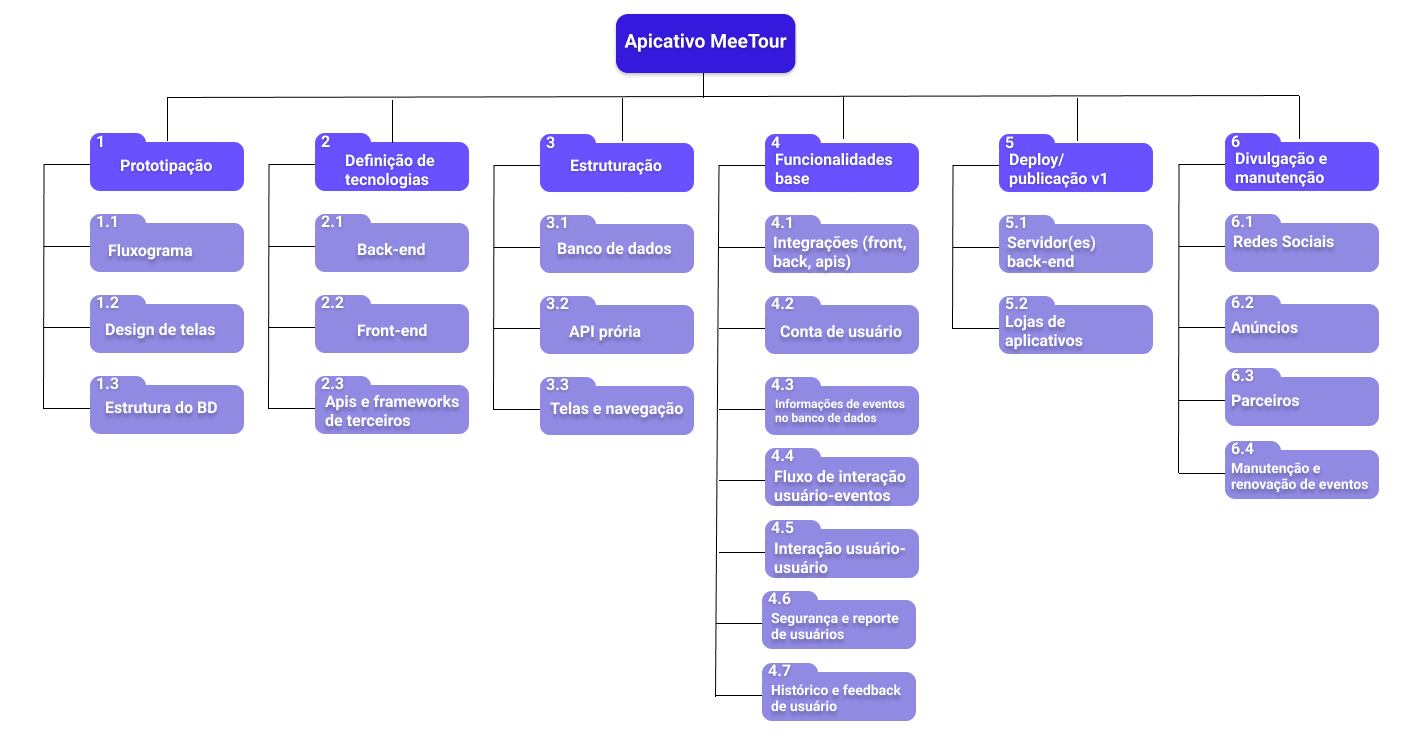 Apicativo MeeTour
1
Prototipação
1.1
Fluxograma
1.2
Design de telas
1.3
Estrutura do BD
2
Definição de
tecnologias
2.1
Back-end
2.2
Front-end
2.3
Apis e frameworks
de terceiros
3
Estruturação
3.1
Banco de dados
3.2
API prória
3.3
Telas e navegação
4
Funcionalidades
base
4.1
Integrações (front,
back, apis)
4.2
Conta de usuário
4.3
Informações de eventos
no banco de dados
4.4
Fluxo de interação
usuário-eventos
4.5
Interação usuário-
usuário
4.6
Segurança e reporte
de usuários
4.7
Histórico e feedback
de usuário
5
Deploy/
publicação v1
5.1
Servidor(es)
back-end
5.2
Lojas de
aplicativos
6
Divulgação e
manutenção
6.1
Redes Sociais
6.2
Anúncios
6.3
Parceiros
6.4
Manutenção e
renovação de eventos